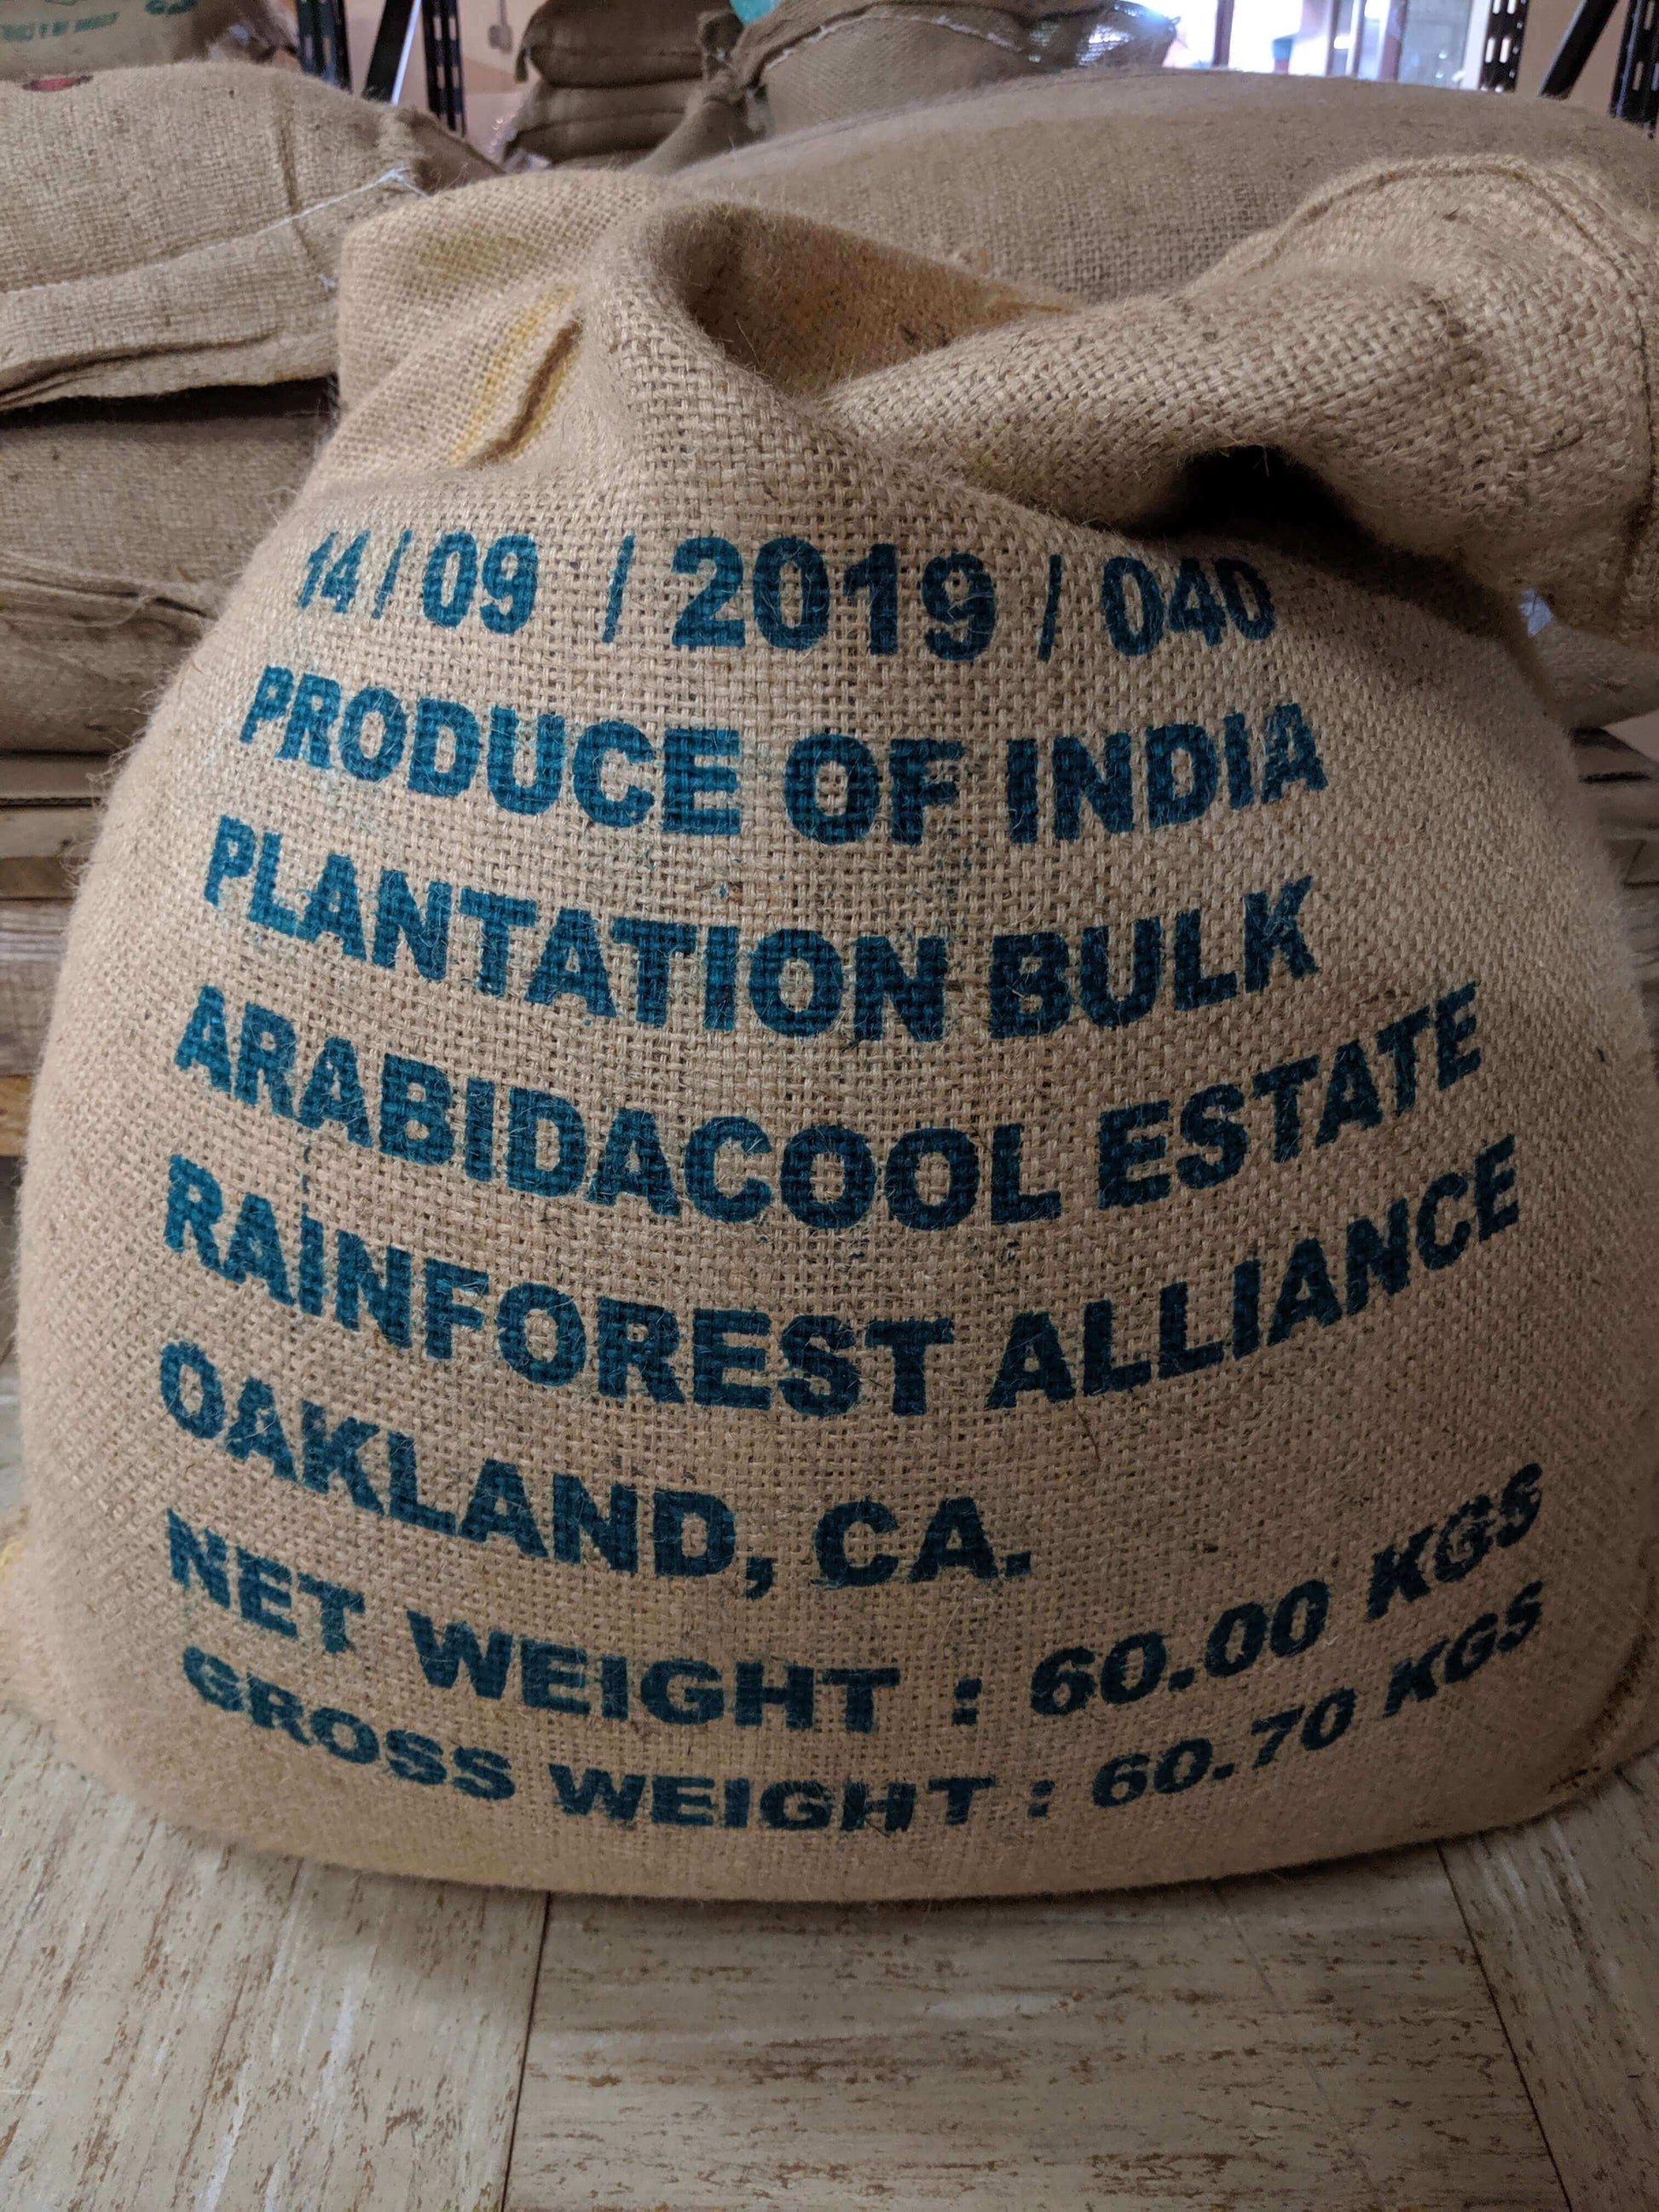 14 / 09 / 2019 / 040
PRODUCE OF INDIA
PLANTATION BULK
ARABIDACOOL ESTATE
RAINFOREST ALLIANCE
OAKLAND, CA.
NET WEIGHT : 60.00 KGS
GROSS WEIGHT : 60.70 KGS